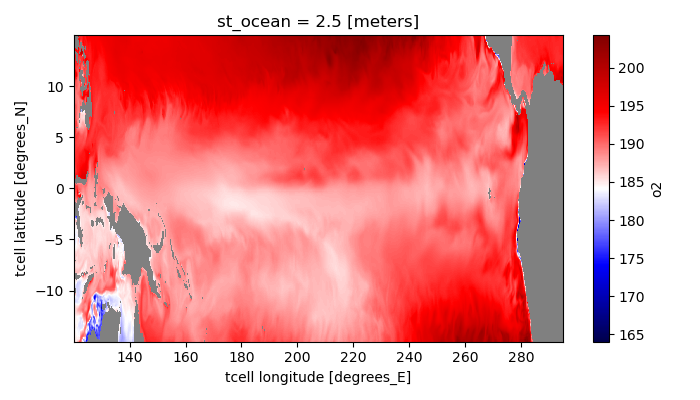 st_ocean = 2.5 [meters]
10
5
0
−5
−10
tcell latitude [degrees_N]
140 160 180 200 220 240 260 280
tcell longitude [degrees_E]
200
195
190
185
180
175
170
165
o2